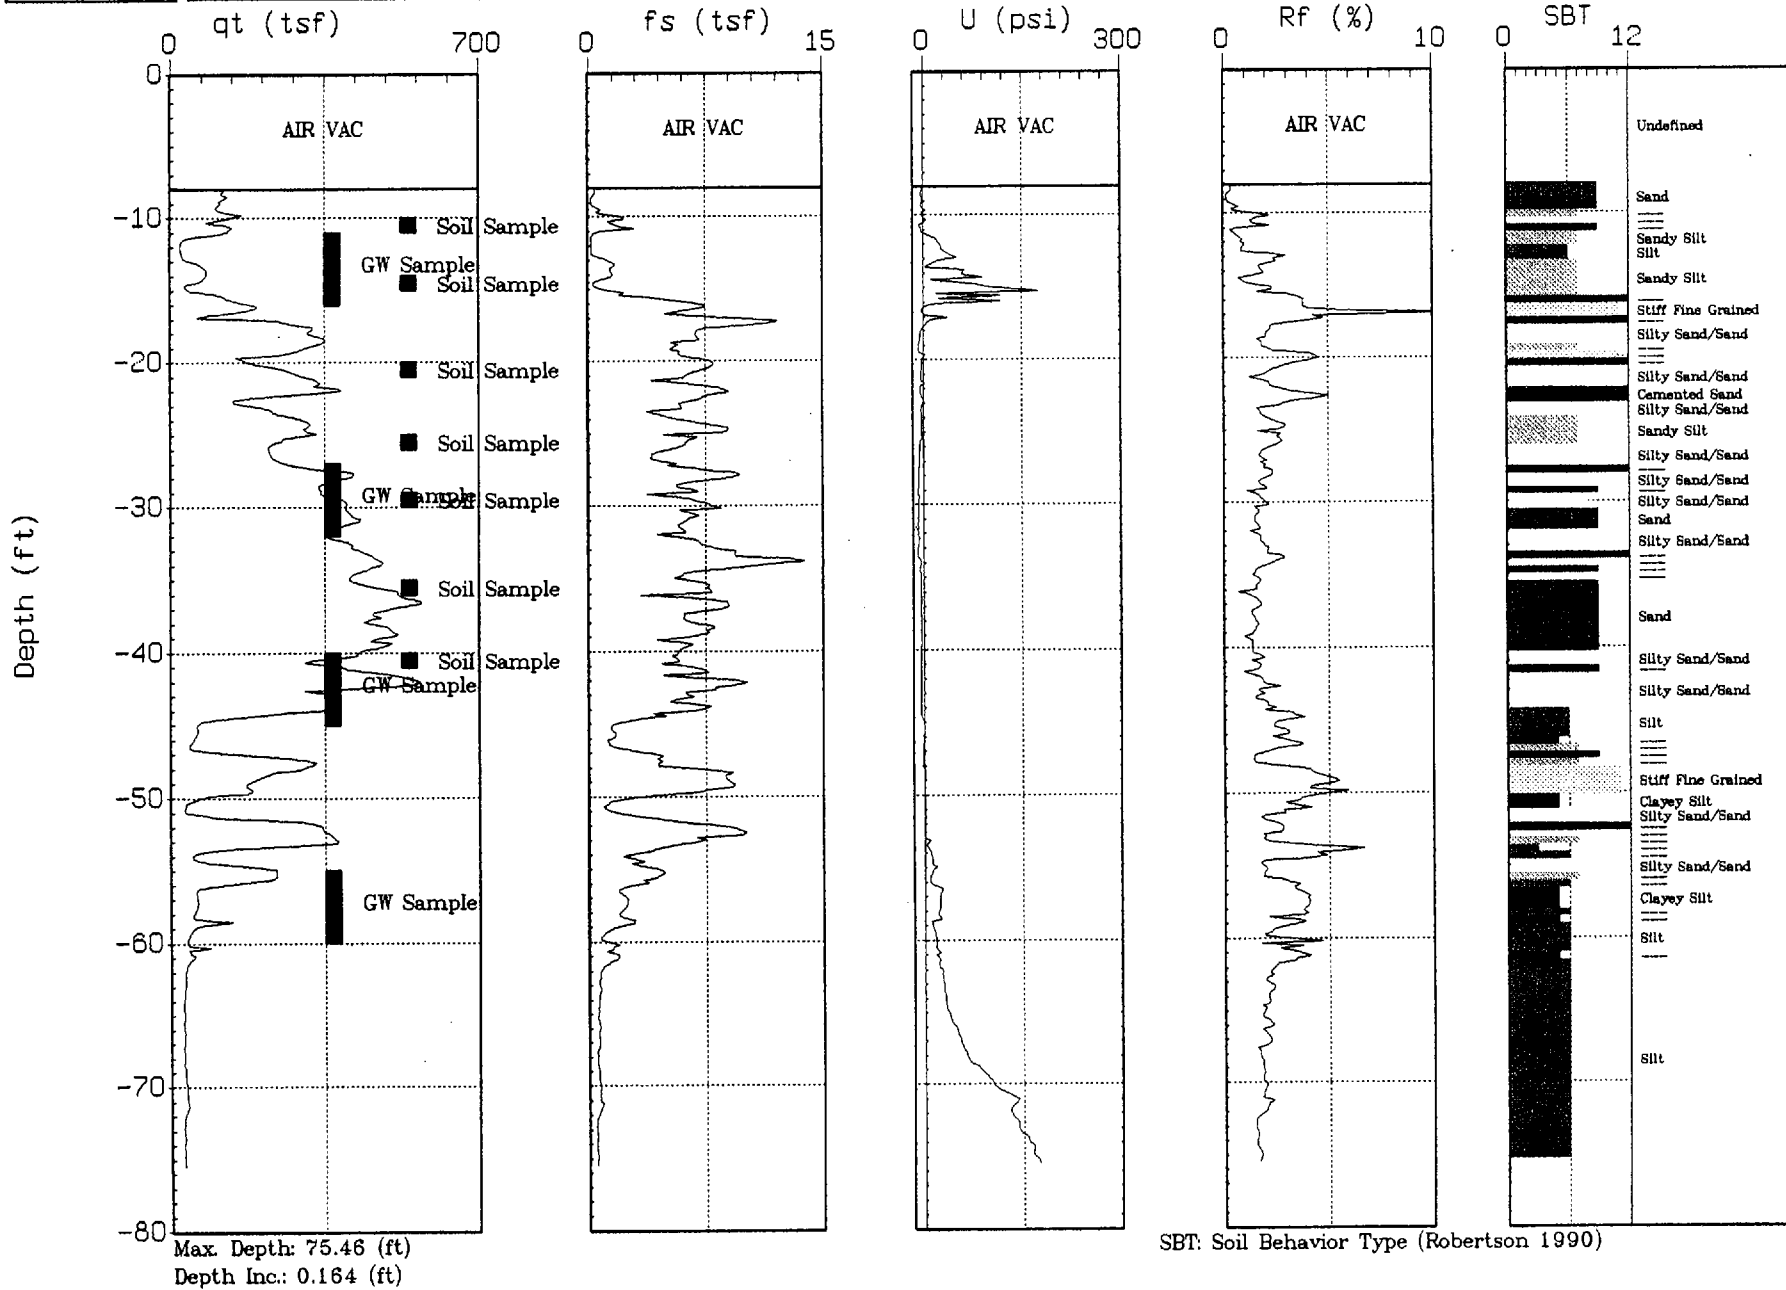 qt (tsf)
0 700
fs (tsf)
0 15
U (psi)
0 300
Rf (%)
0 10
SBT
0 12
Depth (ft)
0
-10
-20
-30
-40
-50
-60
-70
-80
AIR VAC
AIR VAC
AIR VAC
AIR VAC
Soil Sample
GW Sample
Soil Sample
Soil Sample
Soil Sample
GW Sample
Soil Sample
Soil Sample
Soil Sample
GW Sample
GW Sample
Undefined
Sand
Sandy Silt
Silt
Sandy Silt
Stiff Fine Grained
Silty Sand/Sand
Silty Sand/Sand
Cemented Sand
Silty Sand/Sand
Sandy Silt
Silty Sand/Sand
Silty Sand/Sand
Silty Sand/Sand
Sand
Silty Sand/Sand
Sand
Silty Sand/Sand
Silty Sand/Sand
Silt
Stiff Fine Grained
Clayey Silt
Silty Sand/Sand
Silty Sand/Sand
Clayey Silt
Silt
Silt
Max. Depth: 75.46 (ft)
Depth Inc.: 0.164 (ft)
SBT: Soil Behavior Type (Robertson 1990)